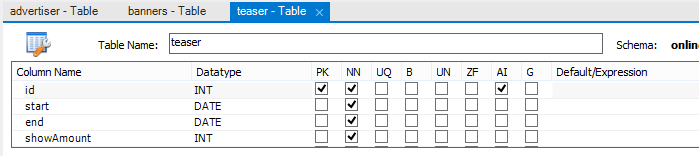 advertiser - Table banners - Table teaser - Table X
Table Name: teaser Schema: onlin
Column Name Datatype PK NN UQ B UN ZF AI G Default/Expression
id INT
start DATE
end DATE
showAmount INT